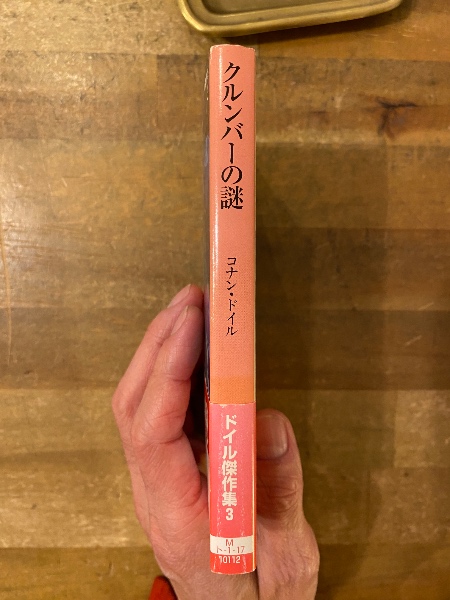 クルンバーの謎
コナン・ドイル
ドイル傑作集3
M
ト-1-17
10112